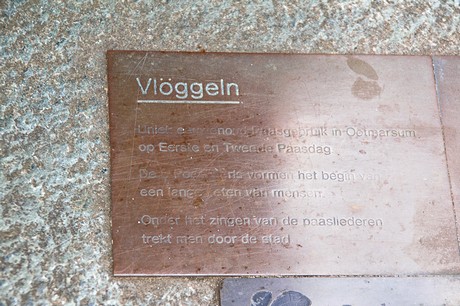 Vlöggeln
in Ootmarsum
op Eerste en Tweede Paasdag
vormen het begin van
een lange keten van mensen.
Onder het zingen van de paasliederen
trekt men door de stad